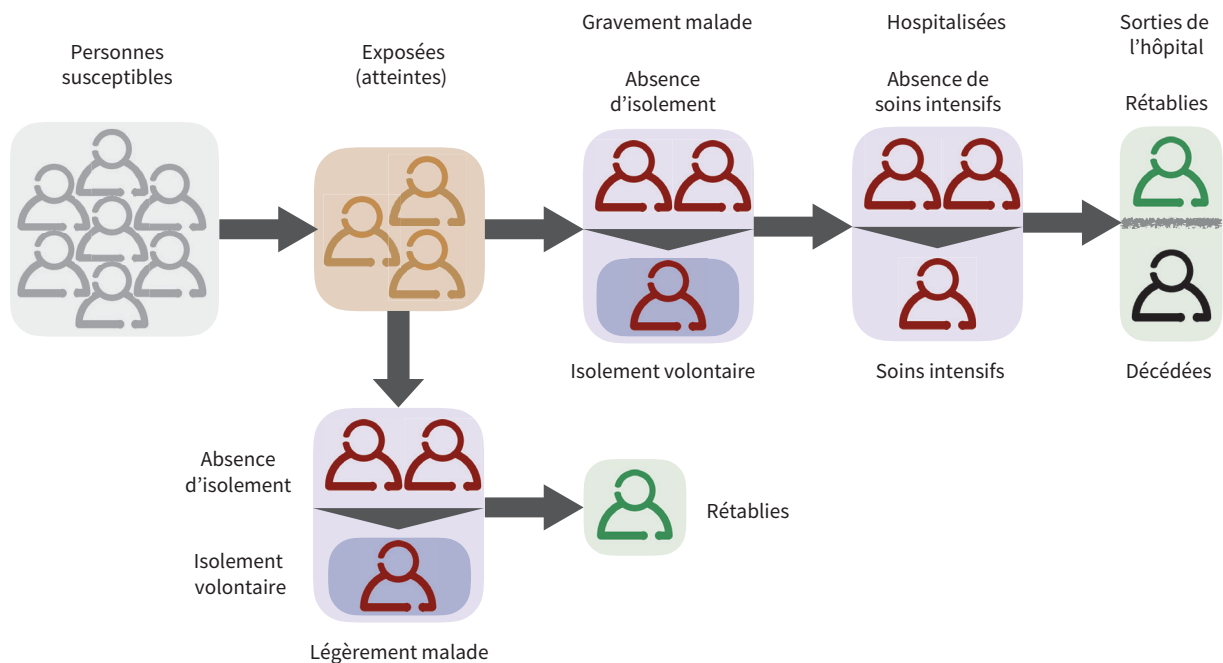 Personnes
susceptibles
Exposées
(atteintes)
Gravement malade
Absence
d’isolement
Isolement volontaire
Hospitalisées
Absence de
soins intensifs
Soins intensifs
Sorties de
l’hôpital
Rétablies
Décédées
Absence
d’isolement
Isolement
volontaire
Légèrement malade
Rétablies